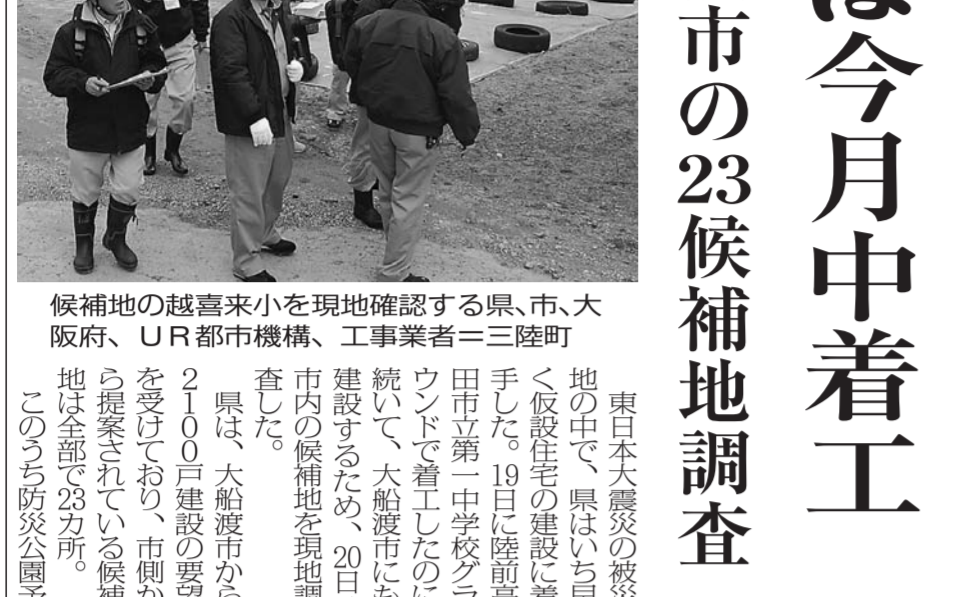 は今月中着工
市の23候補地調査
候補地の越喜来小を現地確認する県、市、大
阪府、UR都市機構、工事業者＝三陸町
東日本大震災の被災
地の中で、県はいち早
く仮設住宅の建設に着
手した。19日に陸前高
田市立第一中学校グラ
ウンドで着工したのに
続いて、大船渡市にも
建設するため、20日
市内の候補地を現地調
査した。
県は、大船渡市から
2100戸建設の要望
を受けており、市側か
ら提案されている候補
地は全部で23カ所。
このうち防災公園予